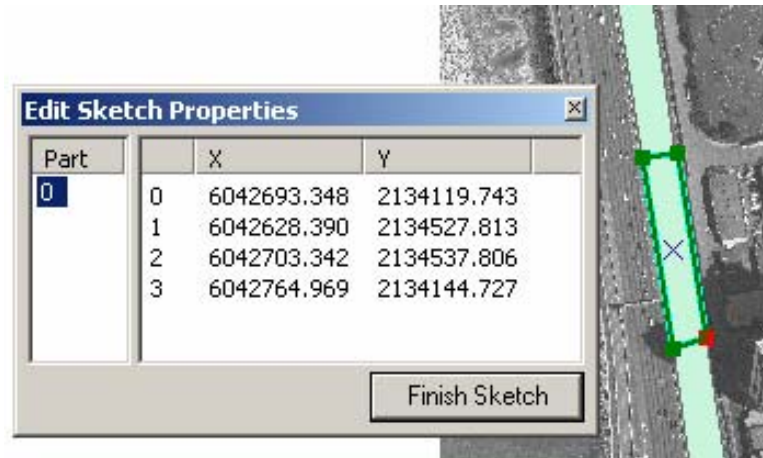 Edit Sketch Properties
Part X Y
0
0 6042693.348 2134119.743
1 6042628.390 2134527.813
2 6042703.342 2134537.806
3 6042764.969 2134144.727
Finish Sketch